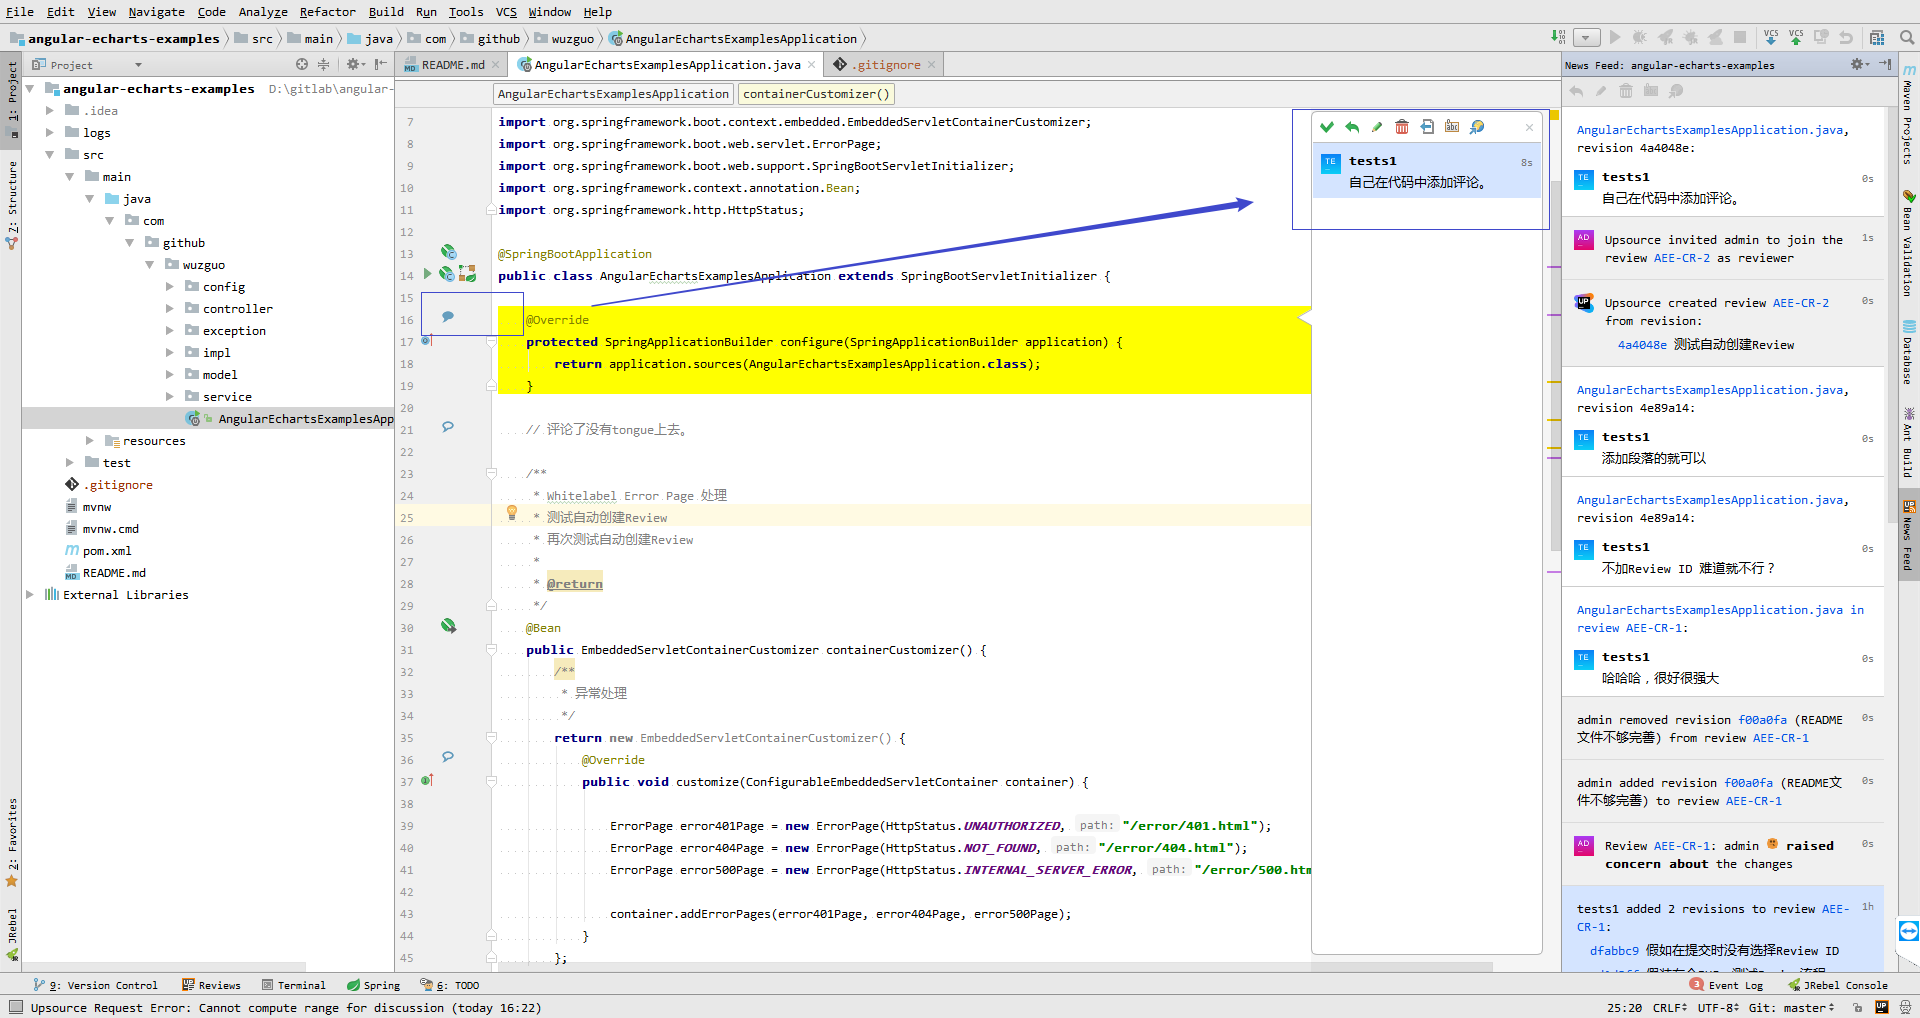 File Edit View Navigate Code Analyze Refactor Build Run Tools VCS Window Help
angular-echarts-examples src main java com github wuzguo AngularEchartsExamplesApplication
Project
README.md AngularEchartsExamplesApplication.java .gitignore
News Feed: angular-echarts-examples
1: Project
7: Structure
2: Favorites
JRebel
angular-echarts-examples D:\gitlab\angular-
.idea
logs
src
main
java
com
github
wuzguo
config
controller
exception
impl
model
service
AngularEchartsExamplesApp
resources
test
.gitignore
mvnw
mvnw.cmd
pom.xml
README.md
External Libraries
AngularEchartsExamplesApplication containerCustomizer()
7 import org.springframework.boot.context.embedded.EmbeddedServletContainerCustomizer;
8 import org.springframework.boot.web.servlet.ErrorPage;
9 import org.springframework.boot.web.support.SpringBootServletInitializer;
10 import org.springframework.context.annotation.Bean;
11 import org.springframework.http.HttpStatus;
12
13 @SpringBootApplication
14 public class AngularEchartsExamplesApplication extends SpringBootServletInitializer {
15
16 @Override
17 protected SpringApplicationBuilder configure(SpringApplicationBuilder application) {
18 return application.sources(AngularEchartsExamplesApplication.class);
19 }
20
21 // 评论了没有tongue上去。
22
23 /**
24 * Whitelabel Error Page 处理
25 * 测试自动创建Review
26 * 再次测试自动创建Review
27 *
28 * @return
29 */
30 @Bean
31 public EmbeddedServletContainerCustomizer containerCustomizer() {
32 /**
33 * 异常处理
34 */
35 return new EmbeddedServletContainerCustomizer() {
36 @Override
37 public void customize(ConfigurableEmbeddedServletContainer container) {
38
39 ErrorPage error401Page = new ErrorPage(HttpStatus.UNAUTHORIZED, path: "/error/401.html");
40 ErrorPage error404Page = new ErrorPage(HttpStatus.NOT_FOUND, path: "/error/404.html");
41 ErrorPage error500Page = new ErrorPage(HttpStatus.INTERNAL_SERVER_ERROR, path: "/error/500.htm
42
43 container.addErrorPages(error401Page, error404Page, error500Page);
44 }
45 };
TE tests1 8s
自己在代码中添加评论。
AngularEchartsExamplesApplication.java,
revision 4a4048e:
TE tests1 0s
自己在代码中添加评论。
AD Upsource invited admin to join the 1s
review AEE-CR-2 as reviewer
UP Upsource created review AEE-CR-2 0s
from revision:
4a4048e 测试自动创建Review
AngularEchartsExamplesApplication.java,
revision 4e89a14:
TE tests1 0s
添加段落的就可以
AngularEchartsExamplesApplication.java,
revision 4e89a14:
TE tests1 0s
不加Review ID 难道就不行？
AngularEchartsExamplesApplication.java in
review AEE-CR-1:
TE tests1 0s
哈哈哈，很好很强大
admin removed revision f00a0fa (README 0s
文件不够完善) from review AEE-CR-1
admin added revision f00a0fa (README文 0s
件不够完善) to review AEE-CR-1
AD Review AEE-CR-1: admin raised 0s
concern about the changes
tests1 added 2 revisions to review AEE- 1h
CR-1:
dfabbc9 假如在提交时没有选择Review ID
Maven Projects
Bean Validation
Database
Ant Build
News Feed
9: Version Control Reviews Terminal Spring 6: TODO 3 Event Log JRebel Console
Upsource Request Error: Cannot compute range for discussion (today 16:22) 25:20 CRLF UTF-8 Git: master